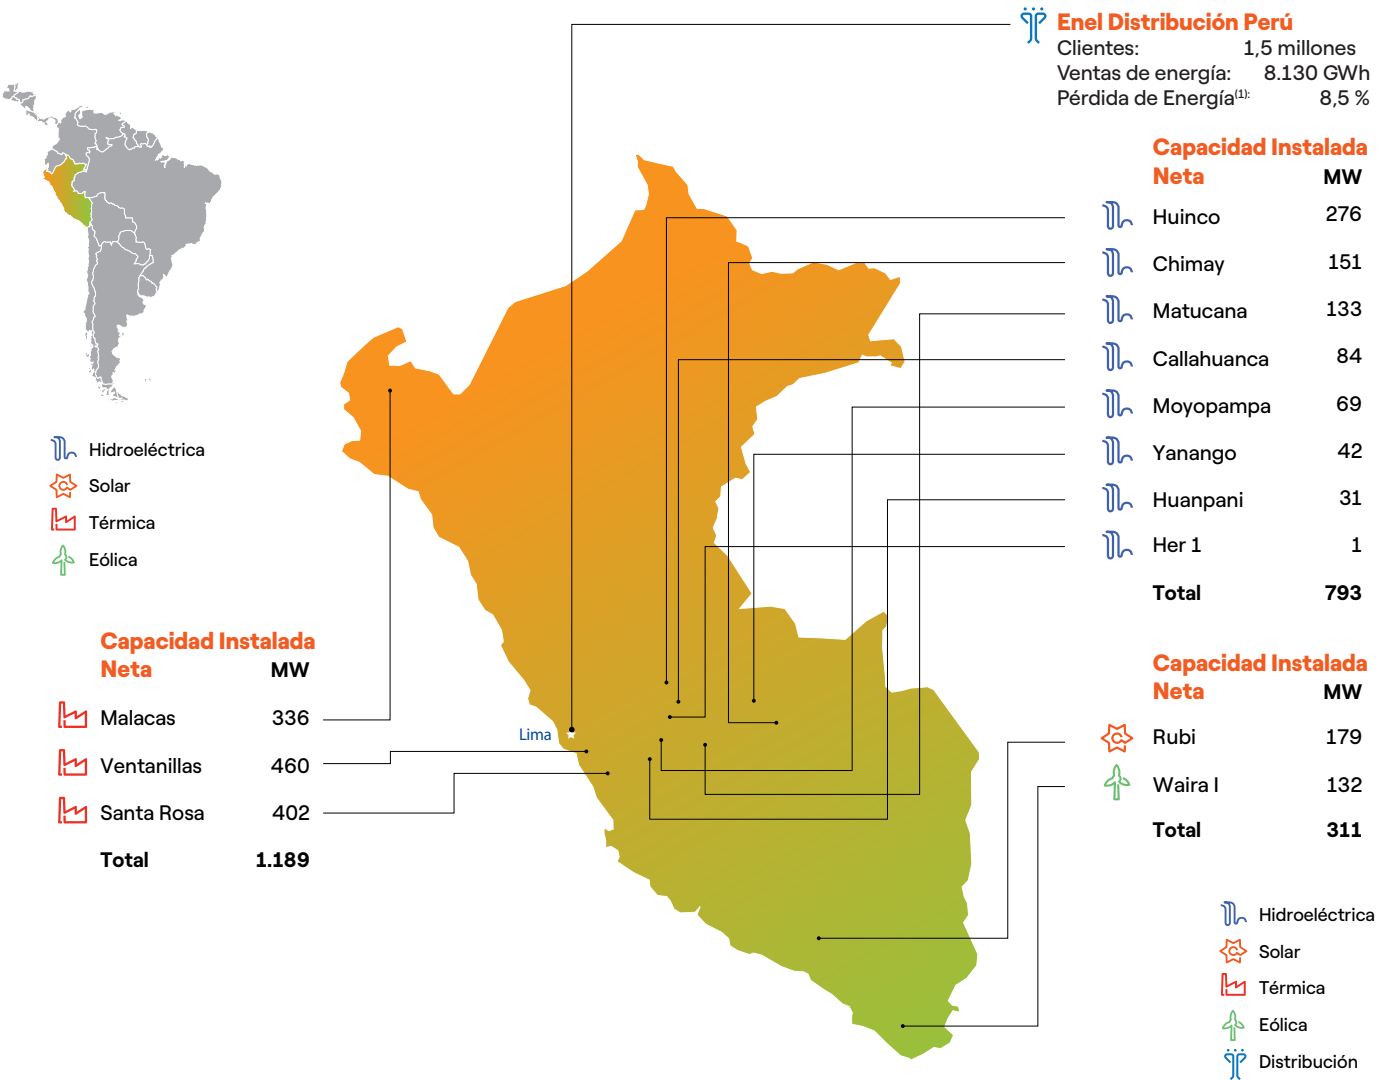 Enel Distribución Perú
Clientes: 1,5 millones
Ventas de energía: 8.130 GWh
Pérdida de Energía(1): 8,5 %
Capacidad Instalada
Neta MW
Huinco 276
Chimay 151
Matucana 133
Callahuanca 84
Moyopampa 69
Yanango 42
Huanpani 31
Her 1 1
Total 793
Hidroeléctrica
Solar
Térmica
Eólica
Capacidad Instalada
Neta MW
Malacas 336
Ventanillas 460
Santa Rosa 402
Total 1.189
Lima
Capacidad Instalada
Neta MW
Rubi 179
Waira I 132
Total 311
Hidroeléctrica
Solar
Térmica
Eólica
Distribución